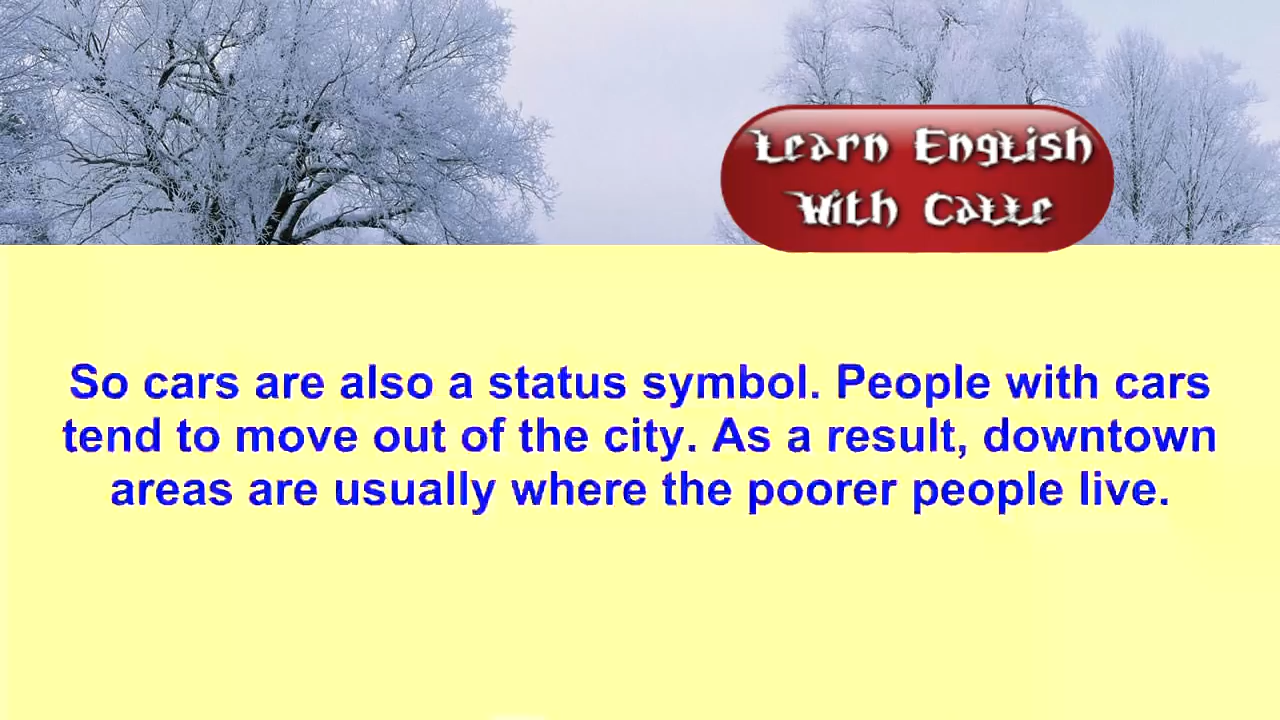 Learn English
With Catte
So cars are also a status symbol. People with cars
tend to move out of the city. As a result, downtown
areas are usually where the poorer people live.